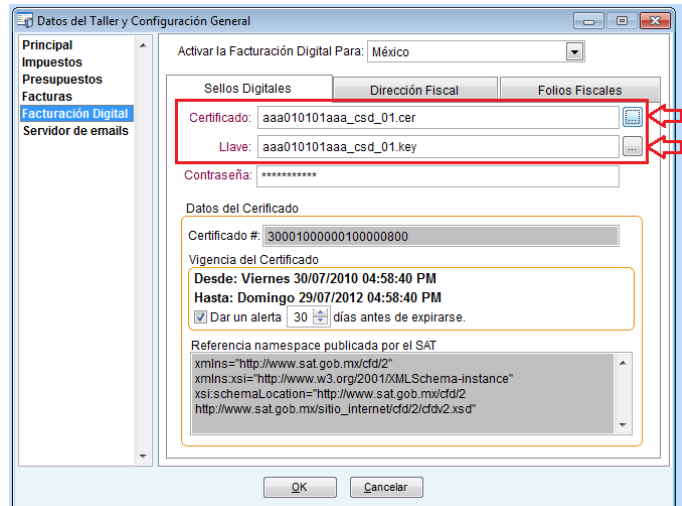 Datos del Taller y Configuración General
Principal
Impuestos
Presupuestos
Facturas
Facturación Digital
Servidor de emails
Activar la Facturación Digital Para: México
Sellos Digitales
Dirección Fiscal
Folios Fiscales
Certificado: aaa010101aaa_csd_01.cer ...
Llave: aaa010101aaa_csd_01.key ...
Contraseña: ***********
Datos del Cerificado
Certificado #: 30001000000100000800
Vigencia del Certificado
Desde: Viernes 30/07/2010 04:58:40 PM
Hasta: Domingo 29/07/2012 04:58:40 PM
Dar un alerta 30 días antes de expirarse.
Referencia namespace publicada por el SAT
xmlns="http://www.sat.gob.mx/cfd/2"
xmlns:xsi="http://www.w3.org/2001/XMLSchema-instance"
xsi:schemaLocation="http://www.sat.gob.mx/cfd/2
http://www.sat.gob.mx/sitio_internet/cfd/2/cfdv2.xsd"
OK
Cancelar